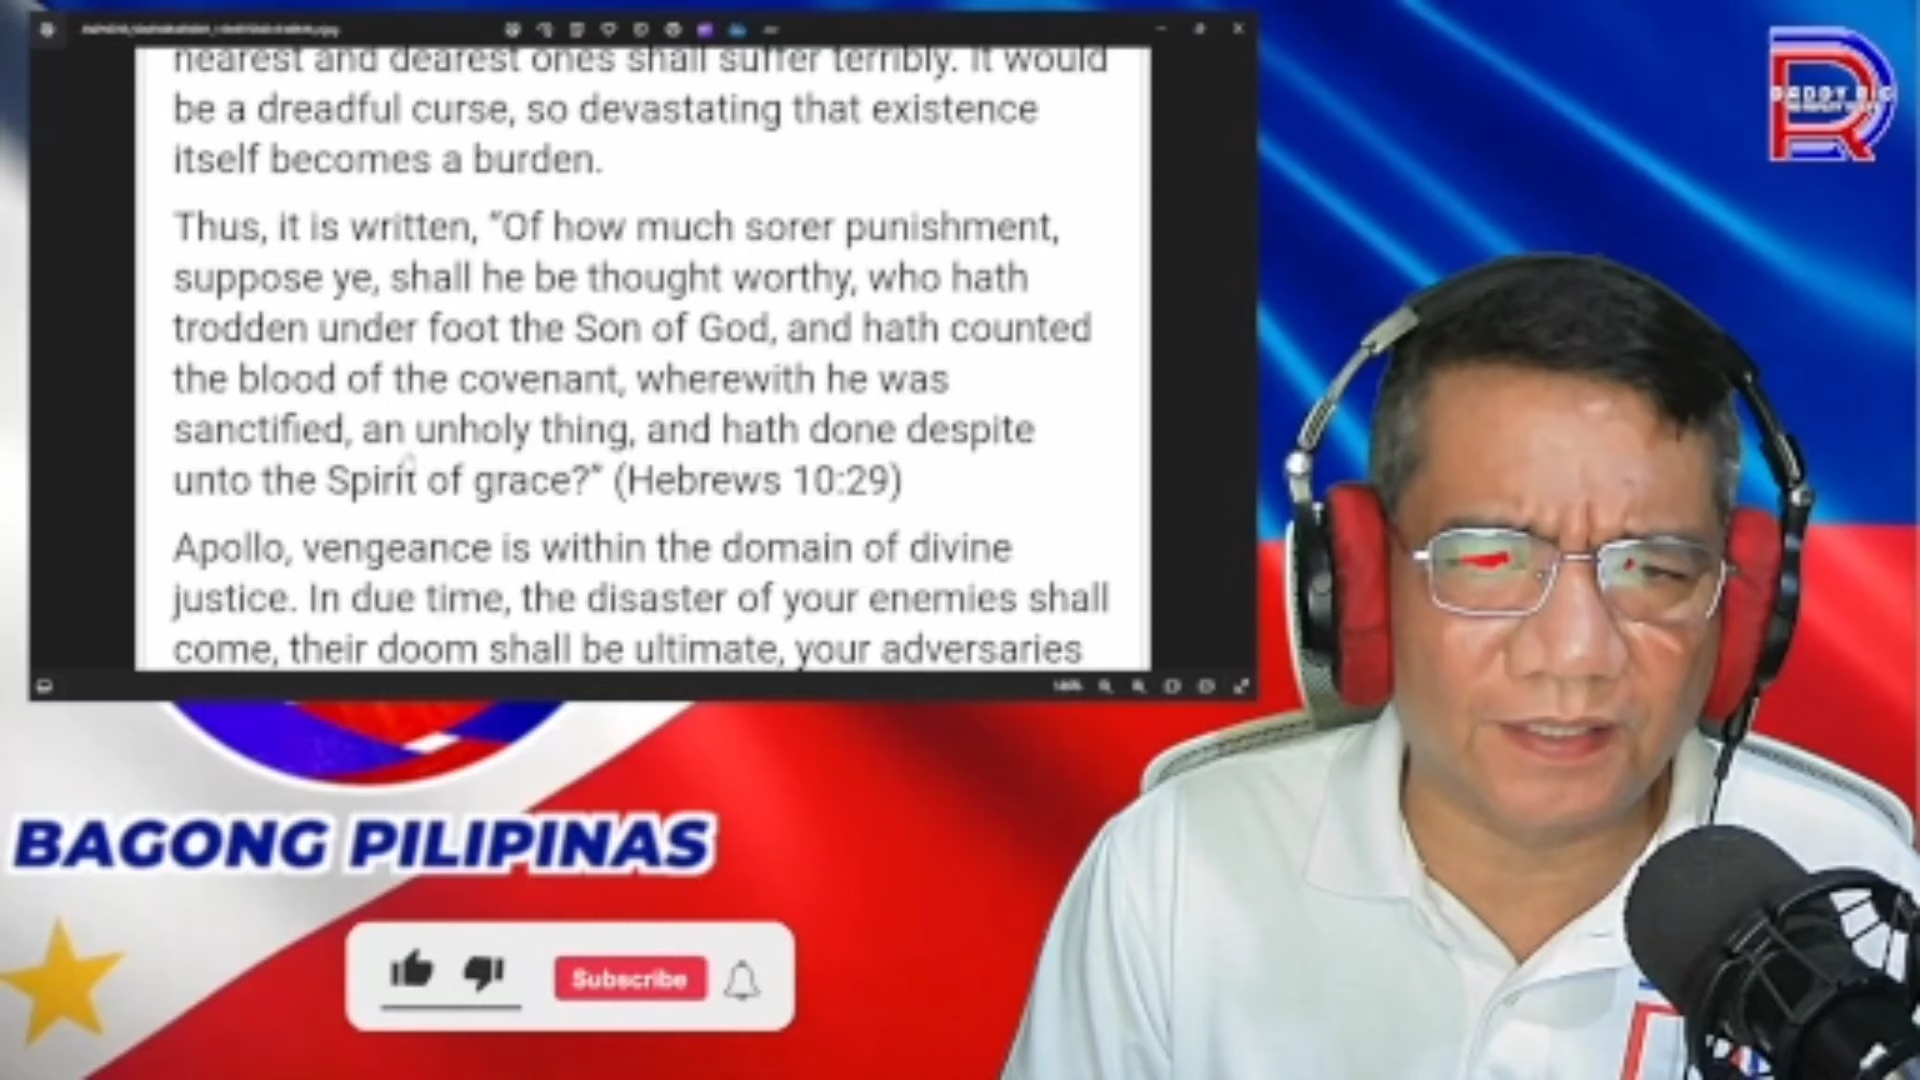 nearest and dearest ones shall suffer terribly. It would
be a dreadful curse, so devastating that existence
itself becomes a burden.
Thus, it is written, “Of how much sorer punishment,
suppose ye, shall he be thought worthy, who hath
trodden under foot the Son of God, and hath counted
the blood of the covenant, wherewith he was
sanctified, an unholy thing, and hath done despite
unto the Spirit of grace?” (Hebrews 10:29)
Apollo, vengeance is within the domain of divine
justice. In due time, the disaster of your enemies shall
come, their doom shall be ultimate, your adversaries
BAGONG PILIPINAS
Subscribe